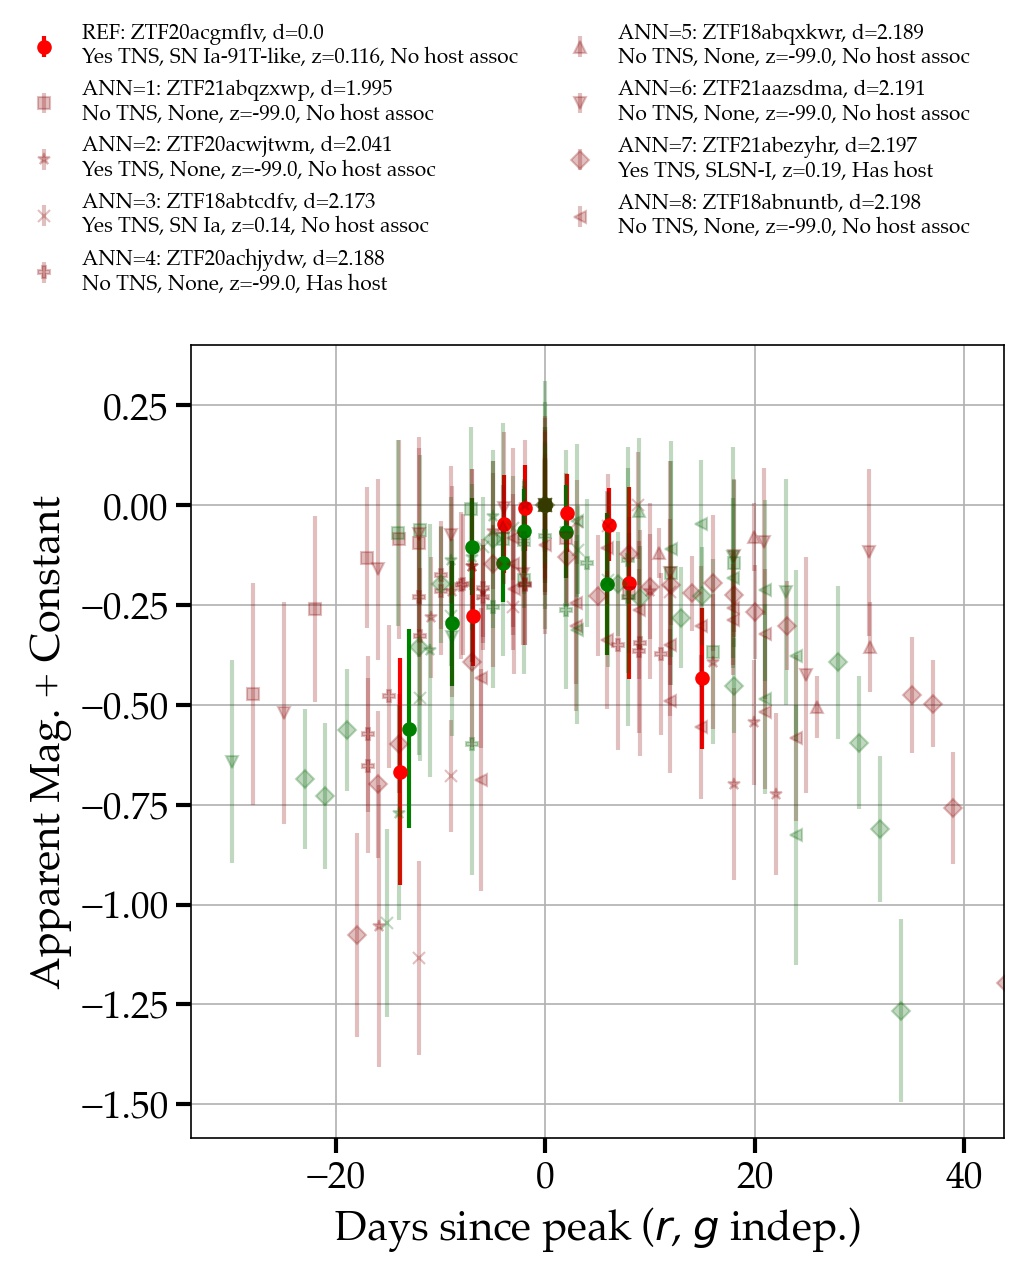 REF: ZTF20acgmflv, d=0.0
Yes TNS, SN Ia-91T-like, z=0.116, No host assoc
ANN=1: ZTF21abqzxwp, d=1.995
No TNS, None, z=-99.0, No host assoc
ANN=2: ZTF20acwjtwm, d=2.041
Yes TNS, None, z=-99.0, No host assoc
ANN=3: ZTF18abtcdfv, d=2.173
Yes TNS, SN Ia, z=0.14, No host assoc
ANN=4: ZTF20achjydw, d=2.188
No TNS, None, z=-99.0, Has host
ANN=5: ZTF18abqxkwr, d=2.189
No TNS, None, z=-99.0, No host assoc
ANN=6: ZTF21aazsdma, d=2.191
No TNS, None, z=-99.0, No host assoc
ANN=7: ZTF21abezyhr, d=2.197
Yes TNS, SLSN-I, z=0.19, Has host
ANN=8: ZTF18abnuntb, d=2.198
No TNS, None, z=-99.0, No host assoc
Apparent Mag. + Constant
0.25
0.00
−0.25
−0.50
−0.75
−1.00
−1.25
−1.50
−20 0 20 40
Days since peak (r, g indep.)